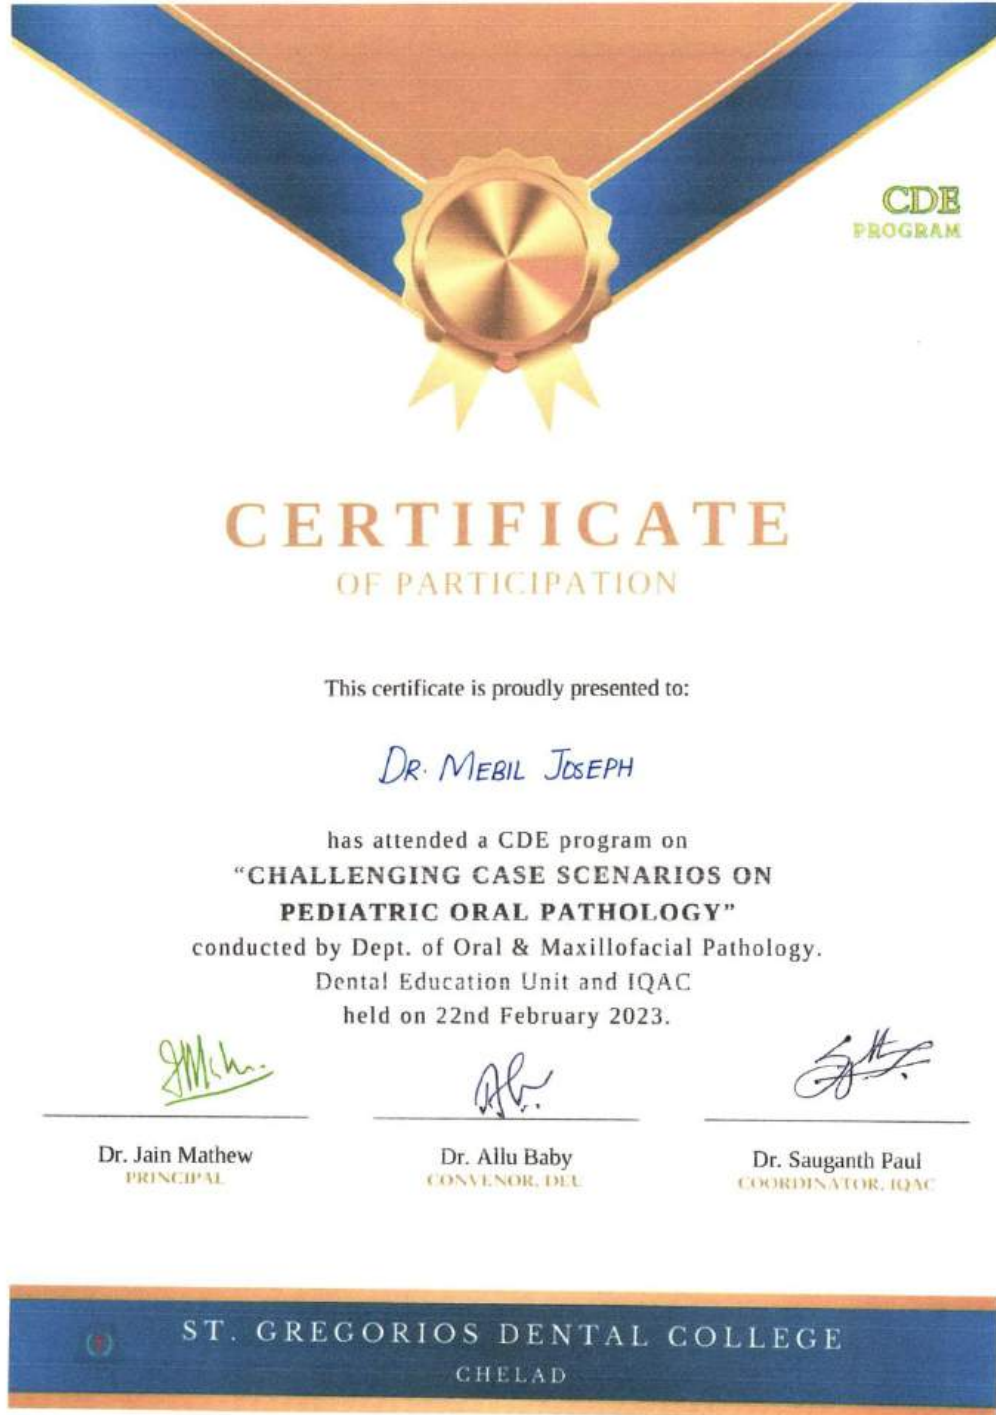 CDE
PROGRAM
CERTIFICATE
OF PARTICIPATION
This certificate is proudly presented to:
DR. MEBIL JOSEPH
has attended a CDE program on
“CHALLENGING CASE SCENARIOS ON
PEDIATRIC ORAL PATHOLOGY”
conducted by Dept. of Oral & Maxillofacial Pathology.
Dental Education Unit and IQAC
held on 22nd February 2023.
Dr. Jain Mathew
PRINCIPAL
Dr. Allu Baby
CONVENOR, DEU
Dr. Sauganth Paul
COORDINATOR, IQAC
ST. GREGORIOS DENTAL COLLEGE
CHELAD